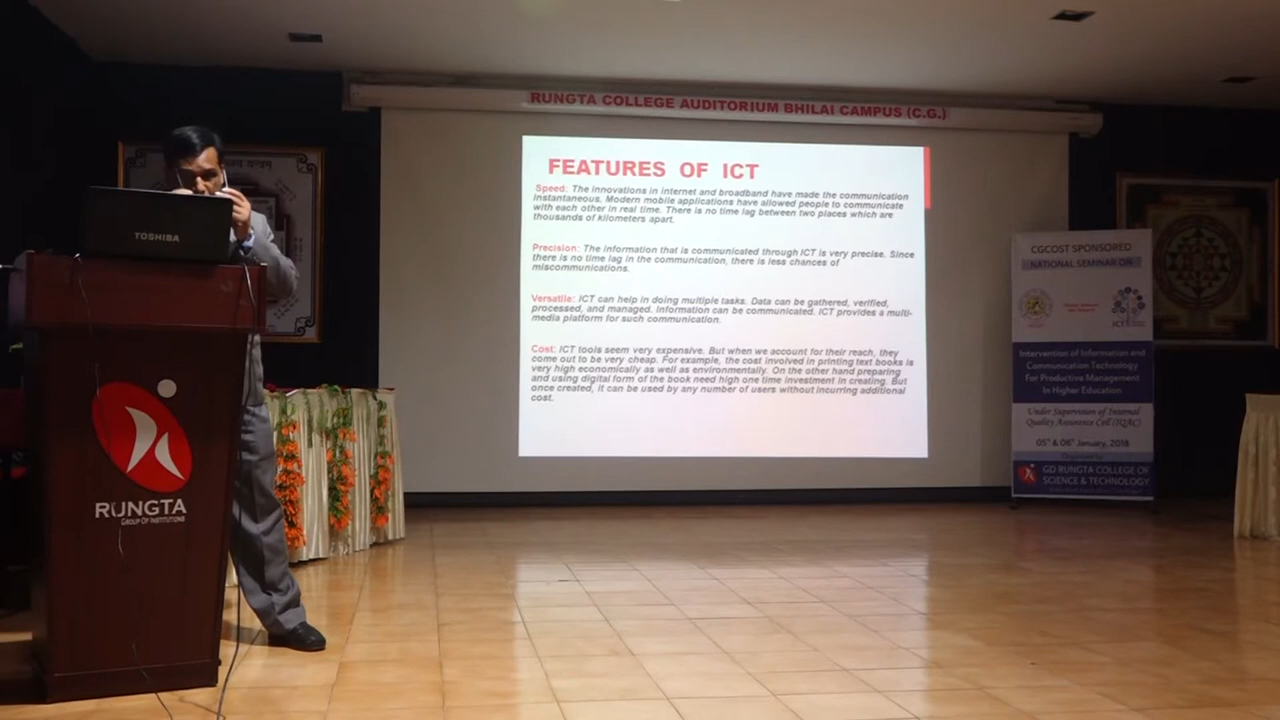 RUNGTA COLLEGE AUDITORIUM BHILAI CAMPUS (C.G.)
FEATURES OF ICT
Speed: The innovations in internet and broadband have made the communication
instantaneous. Modern mobile applications have allowed people to communicate
with each other in real time. There is no time lag between two places which are
thousands of kilometers apart.
Precision: The information that is communicated through ICT is very precise. Since
there is no time lag in the communication, there is less chances of
miscommunications.
Versatile: ICT can help in doing multiple tasks. Data can be gathered, verified,
processed, and managed. Information can be communicated. ICT provides a multi-
media platform for such communication.
Cost: ICT tools seem very expensive. But when we account for their reach, they
come out to be very cheap. For example, the cost involved in printing text books is
very high economically as well as environmentally. On the other hand preparing
and using digital form of the book need high one time investment in creating. But
once created, it can be used by any number of users without incurring additional
cost.
TOSHIBA
RUNGTA
GROUP OF INSTITUTIONS
CGCOST SPONSORED
NATIONAL SEMINAR ON
ICT
Intervention of Information and
Communication Technology
For Productive Management
In Higher Education
Under Supervision of Internal
Quality Assurance Cell (IQAC)
05th & 06th January, 2018
Organised by
GD RUNGTA COLLEGE OF
SCIENCE & TECHNOLOGY
यन्त्रम्